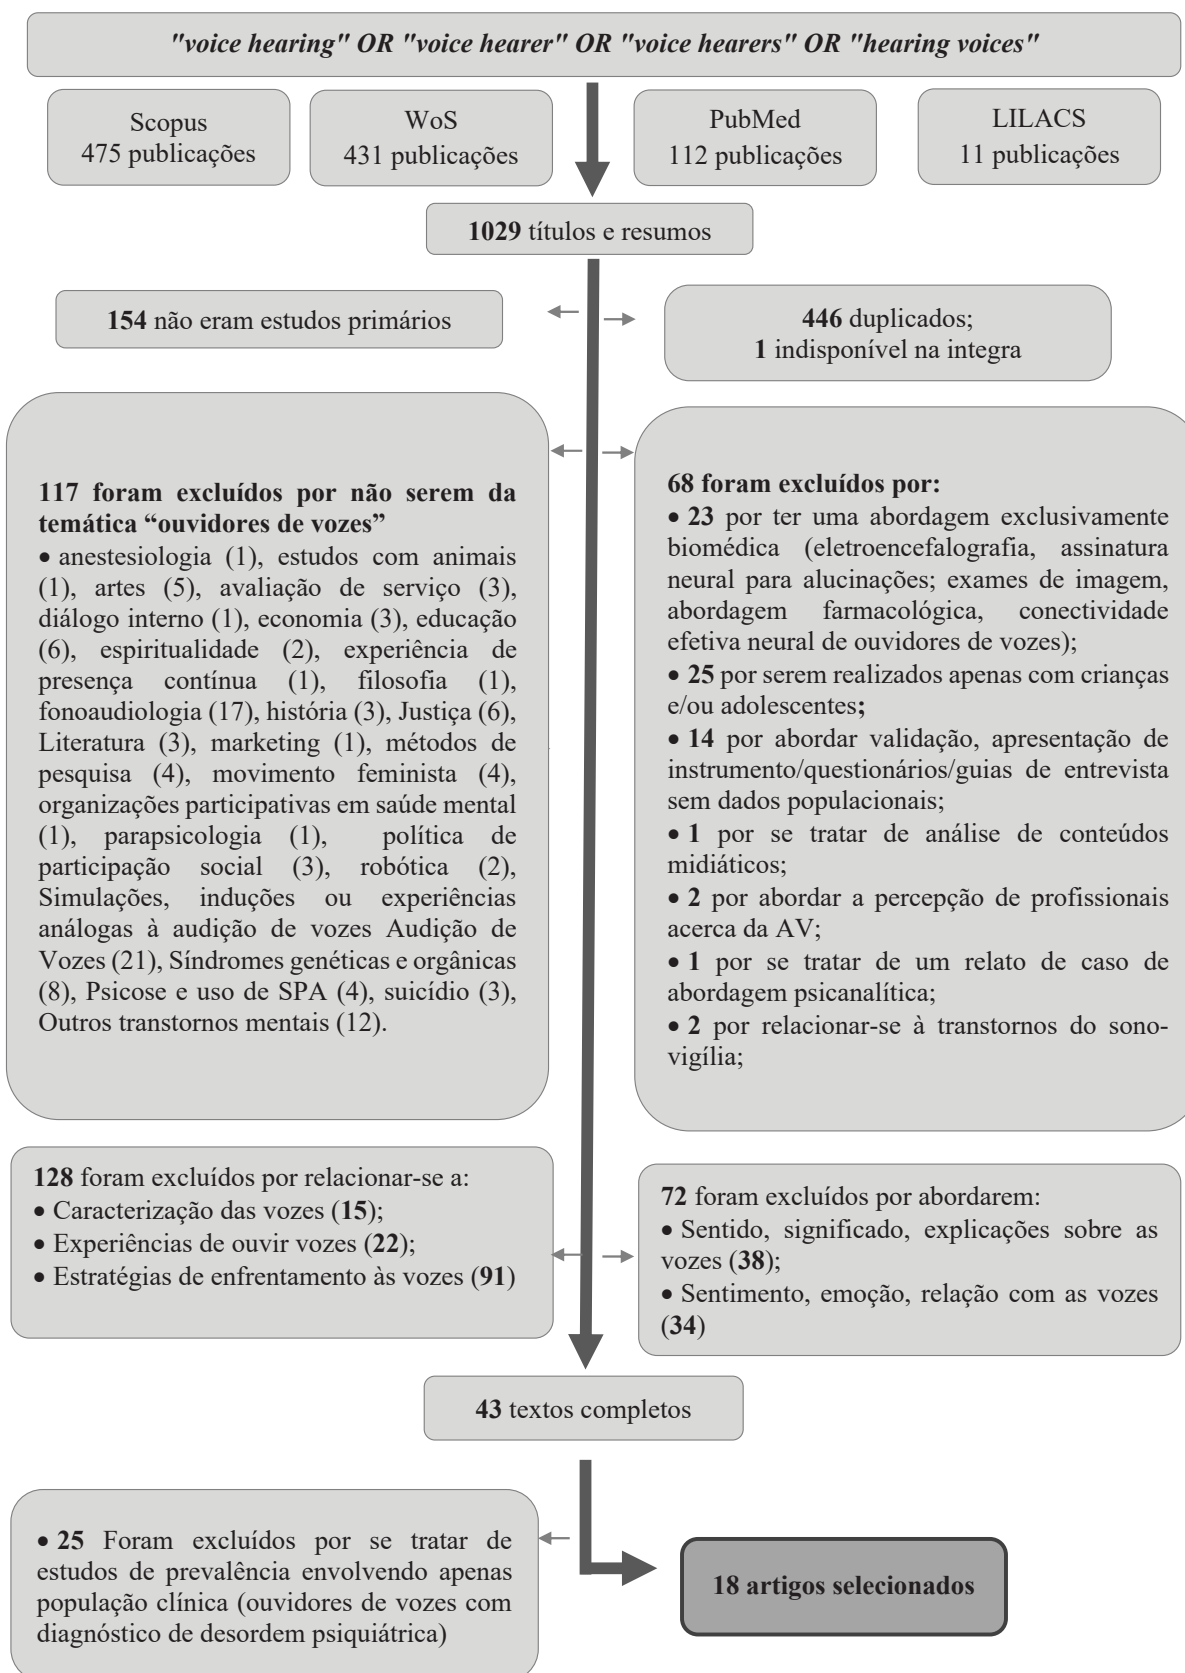 "voice hearing" OR "voice hearer" OR "voice hearers" OR "hearing voices"
Scopus
475 publicações
WoS
431 publicações
PubMed
112 publicações
LILACS
11 publicações
1029 títulos e resumos
154 não eram estudos primários
446 duplicados;
1 indisponível na integra
117 foram excluídos por não serem da
temática “ouvidores de vozes”
• anestesiologia (1), estudos com animais
(1), artes (5), avaliação de serviço (3),
diálogo interno (1), economia (3), educação
(6), espiritualidade (2), experiência de
presença contínua (1), filosofia (1),
fonoaudiologia (17), história (3), Justiça (6),
Literatura (3), marketing (1), métodos de
pesquisa (4), movimento feminista (4),
organizações participativas em saúde mental
(1), parapsicologia (1), política de
participação social (3), robótica (2),
Simulações, induções ou experiências
análogas à audição de vozes Audição de
Vozes (21), Síndromes genéticas e orgânicas
(8), Psicose e uso de SPA (4), suicídio (3),
Outros transtornos mentais (12).
68 foram excluídos por:
• 23 por ter uma abordagem exclusivamente
biomédica (eletroencefalografia, assinatura
neural para alucinações; exames de imagem,
abordagem farmacológica, conectividade
efetiva neural de ouvidores de vozes);
• 25 por serem realizados apenas com crianças
e/ou adolescentes;
• 14 por abordar validação, apresentação de
instrumento/questionários/guias de entrevista
sem dados populacionais;
• 1 por se tratar de análise de conteúdos
midiáticos;
• 2 por abordar a percepção de profissionais
acerca da AV;
• 1 por se tratar de um relato de caso de
abordagem psicanalítica;
• 2 por relacionar-se à transtornos do sono-
vigília;
128 foram excluídos por relacionar-se a:
• Caracterização das vozes (15);
• Experiências de ouvir vozes (22);
• Estratégias de enfrentamento às vozes (91)
72 foram excluídos por abordarem:
• Sentido, significado, explicações sobre as
vozes (38);
• Sentimento, emoção, relação com as vozes
(34)
43 textos completos
• 25 Foram excluídos por se tratar de
estudos de prevalência envolvendo apenas
população clínica (ouvidores de vozes com
diagnóstico de desordem psiquiátrica)
18 artigos selecionados